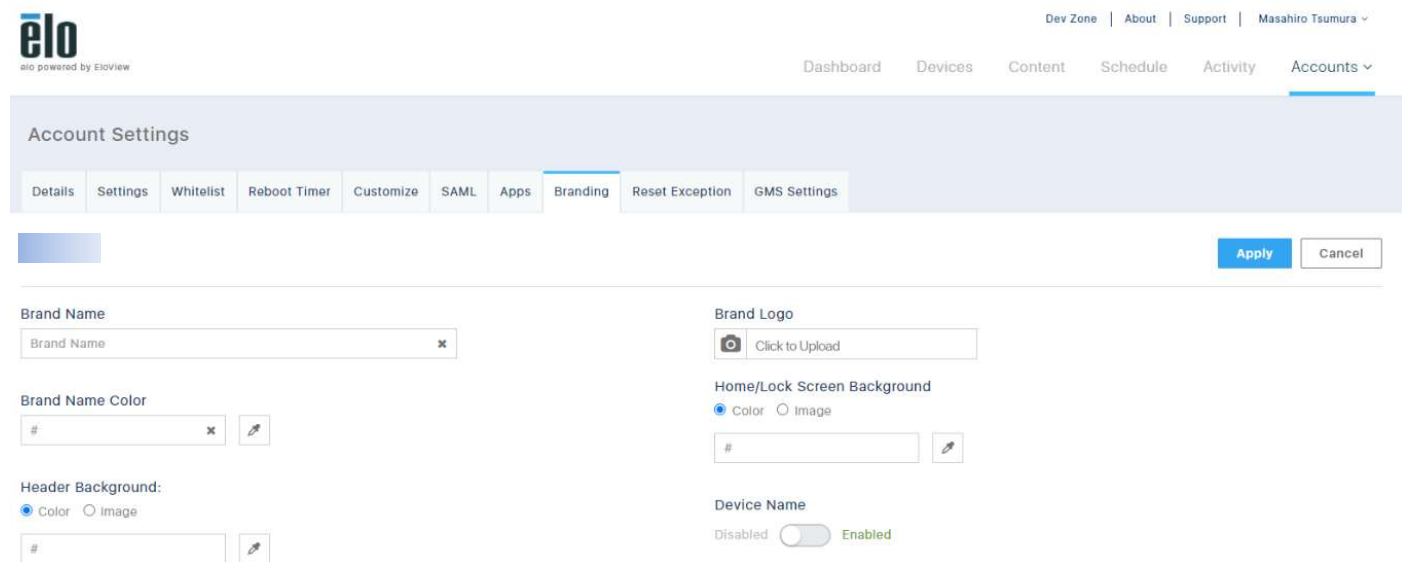 Dev Zone | About | Support | Masahiro Tsumura
elo
elo powered by EloView
Dashboard Devices Content Schedule Activity Accounts
Account Settings
Details Settings Whitelist Reboot Timer Customize SAML Apps Branding Reset Exception GMS Settings
Apply Cancel
Brand Name
Brand Name
Brand Name Color
#
Header Background:
Color Image
#
Brand Logo
Click to Upload
Home/Lock Screen Background
Color Image
#
Device Name
Disabled Enabled